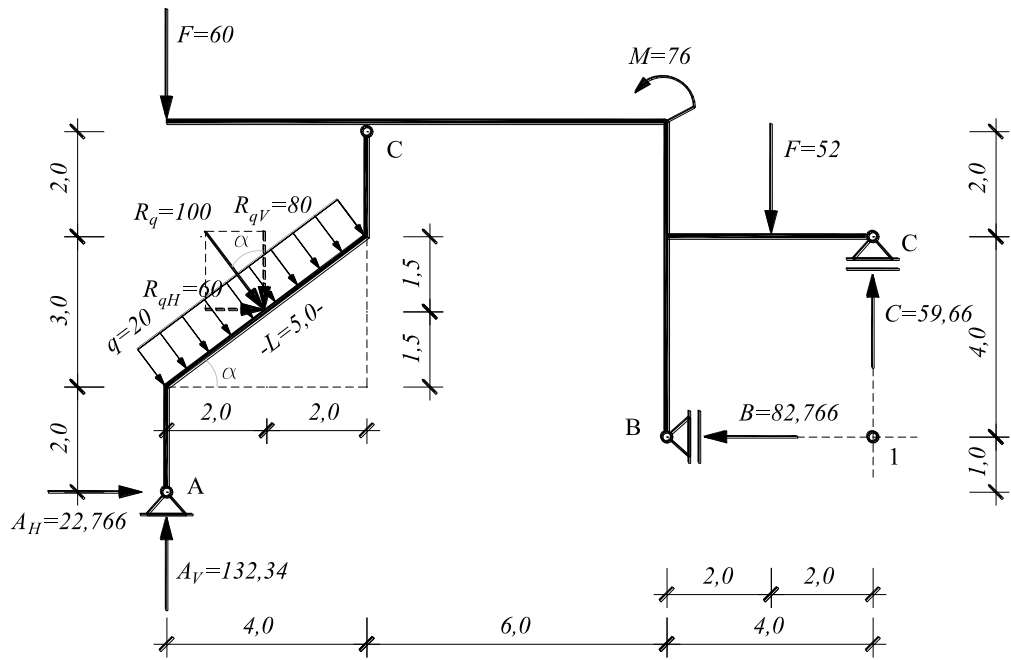 F=60
M=76
C
F=52
2,0
2,0
R_q=100
R_qV=80
α
C
R_qH=60
1,5
3,0
q=20
-L=5,0-
C=59,66
1,5
4,0
α
2,0
2,0
2,0
B
B=82,766
1
1,0
A
A_H=22,766
A_V=132,34
2,0
2,0
4,0
6,0
4,0